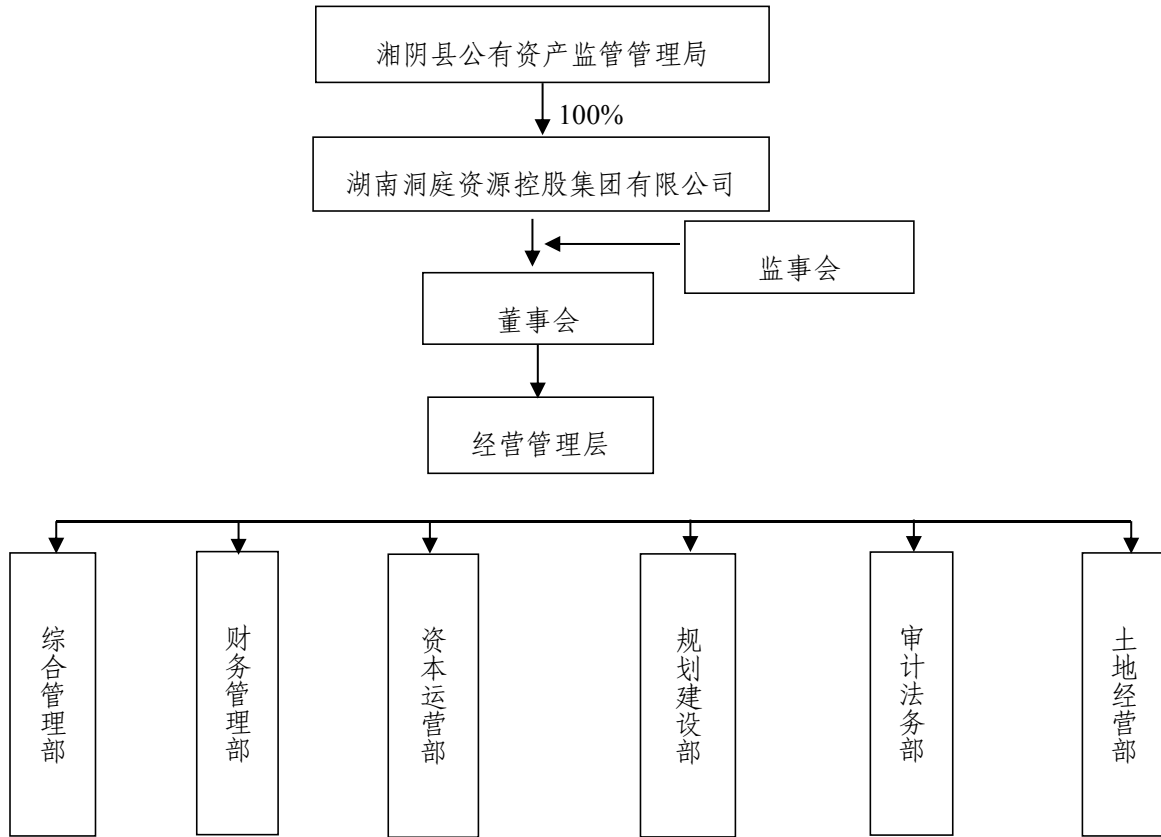 湘阴县公有资产监管管理局
100%
湖南洞庭资源控股集团有限公司
监事会
董事会
经营管理层
综合管理部
财务管理部
资本运营部
规划建设部
审计法务部
土地经营部